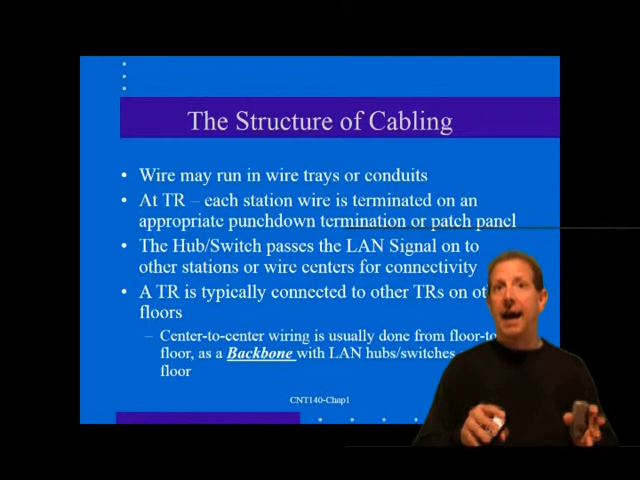 The Structure of Cabling
• Wire may run in wire trays or conduits
• At TR – each station wire is terminated on an
appropriate punchdown termination or patch panel
• The Hub/Switch passes the LAN Signal on to
other stations or wire centers for connectivity
• A TR is typically connected to other TRs on
floors
– Center-to-center wiring is usually done from floor-to
floor, as a Backbone with LAN hubs/switches
floor
CNT140-Chap1